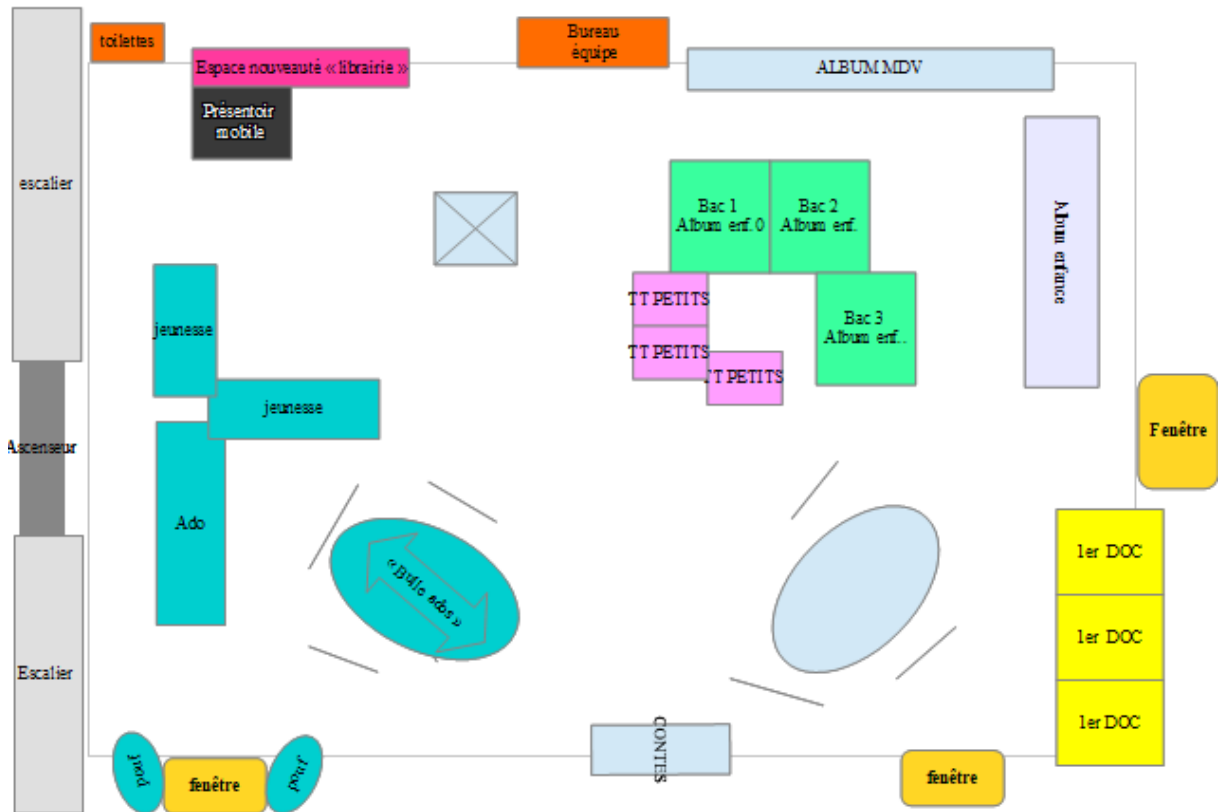 toilettes
Bureau
équipe
Espace nouveauté « librairie »
ALBUM MDV
Présentoir
mobile
escalier
Bac 1
Album enf. 0
Bac 2
Album enf.
Album enfance
TT PETITS
TT PETITS
TT PETITS
Bac 3
Album enf..
jeunesse
jeunesse
Ascenseur
Fenêtre
Ado
« Bulle ados »
1er DOC
1er DOC
1er DOC
Escalier
CONTES
pouf
fenêtre
pouf
fenêtre